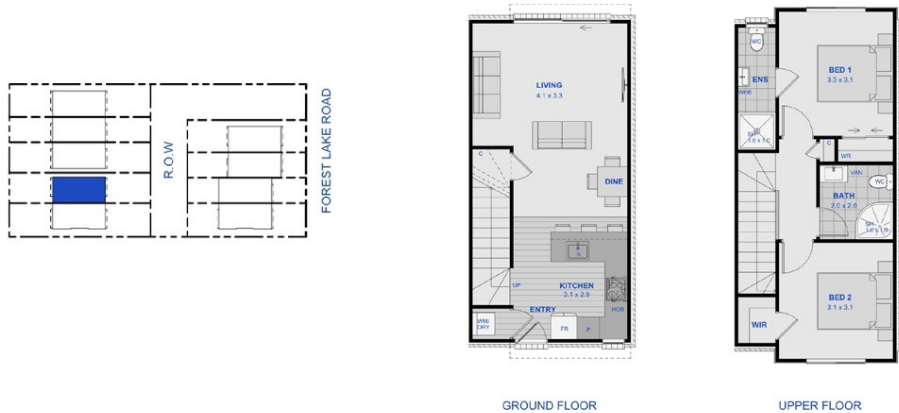 R.O.W
FOREST LAKE ROAD
LIVING
4.1 x 3.3
C
DINE
UP
KITCHEN
3.1 x 2.9
HOB
ENTRY
FR
P
GROUND FLOOR
WC
ENS
BED 1
3.3 x 3.1
C
WR
VAN
WC
BATH
2.0 x 2.0
BED 2
3.1 x 3.1
WIR
UPPER FLOOR